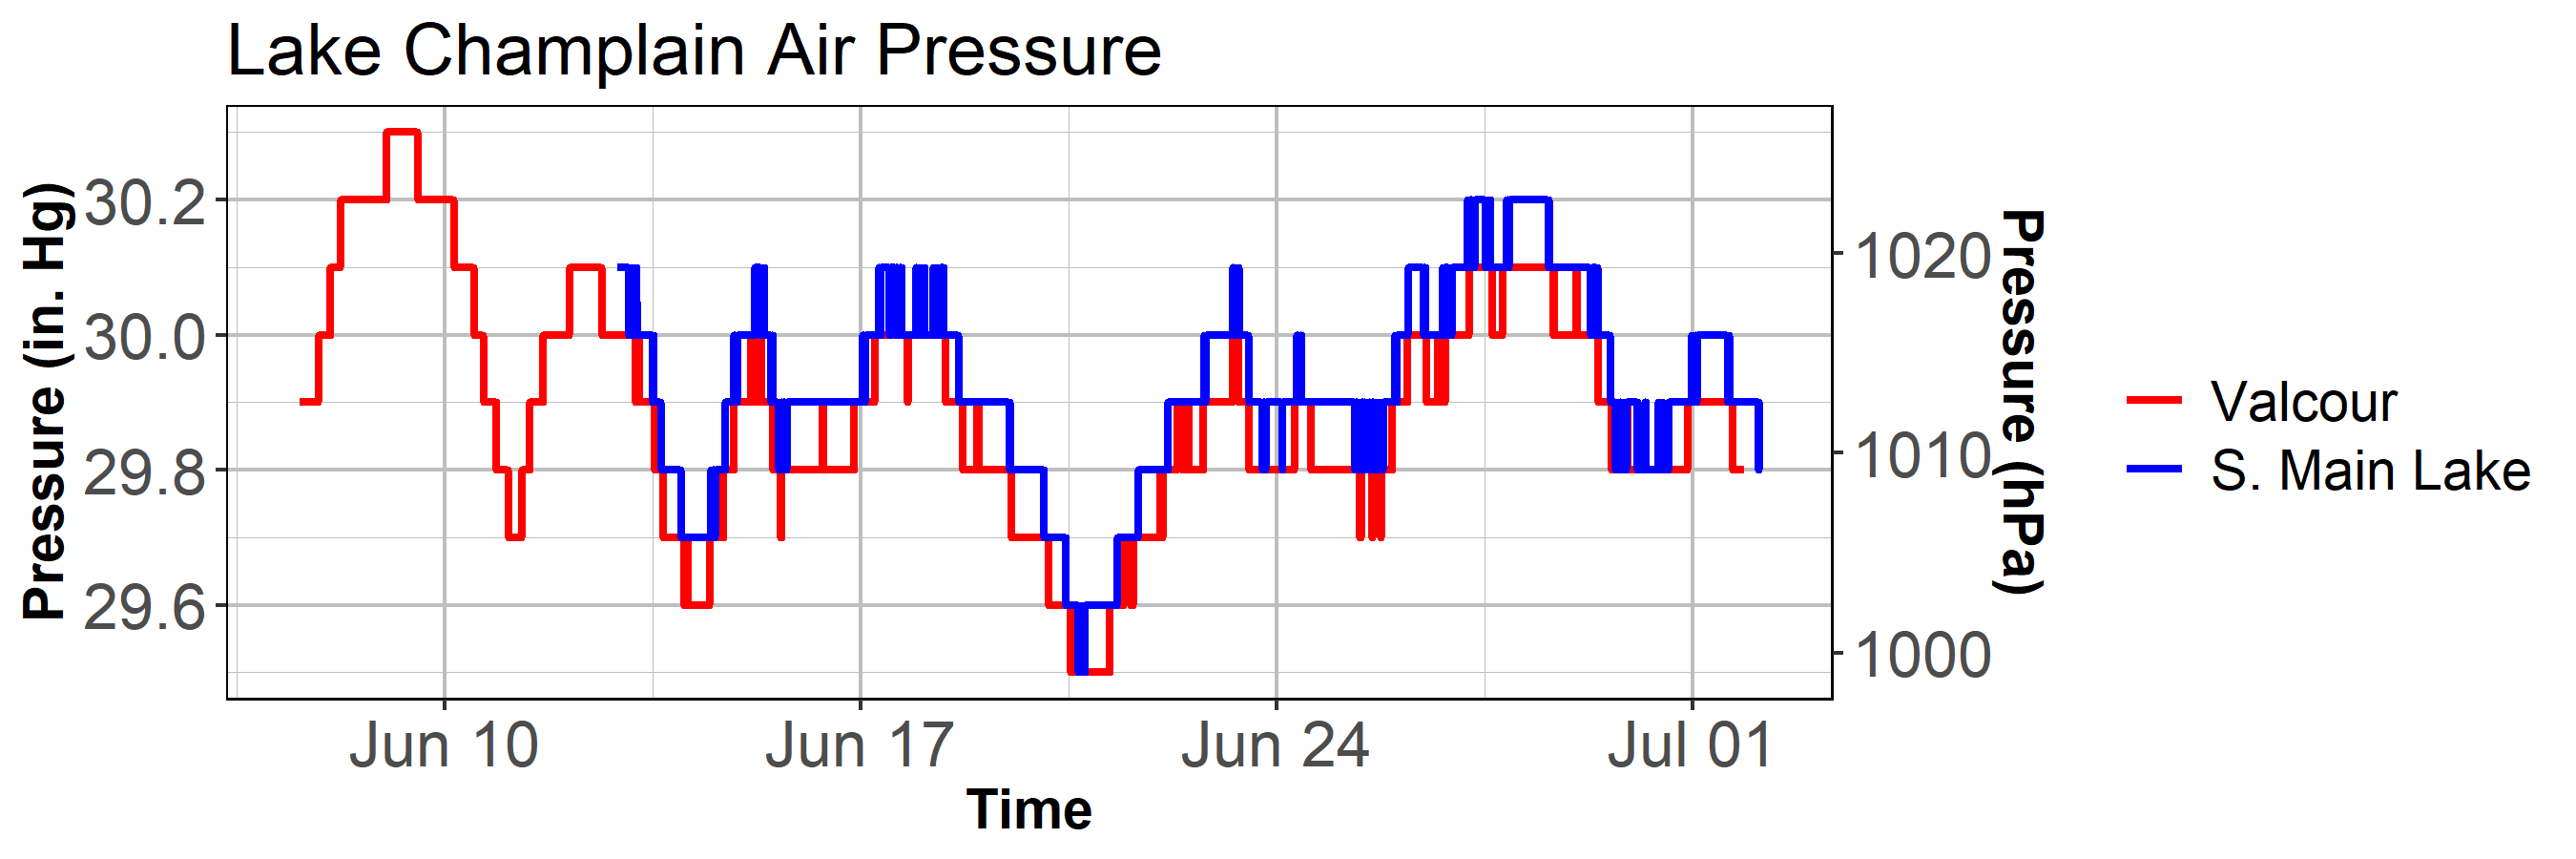 Lake Champlain Air Pressure
Pressure (in. Hg)
30.2
30.0
29.8
29.6
1020
1010
1000
Pressure (hPa)
Jun 10
Jun 17
Jun 24
Jul 01
Time
Valcour
S. Main Lake